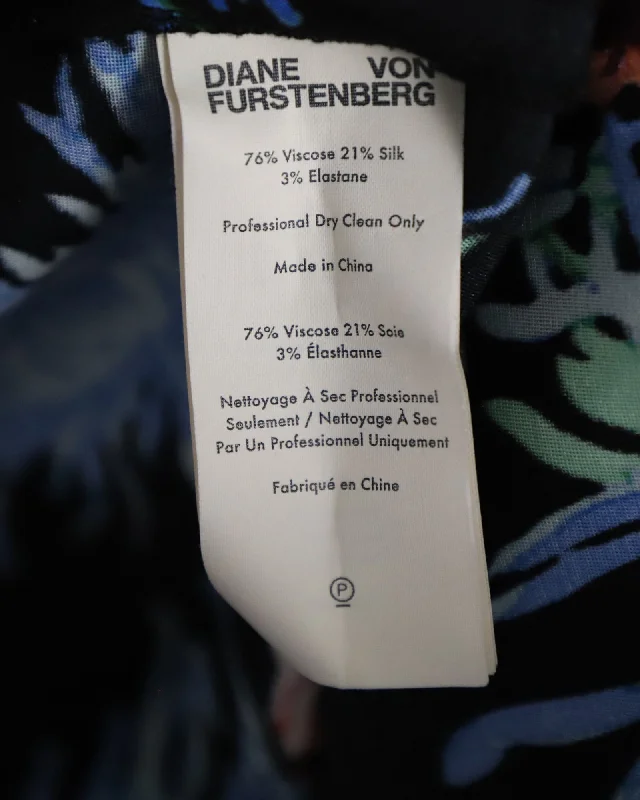 DIANE VON
FURSTENBERG
76% Viscose 21% Silk
3% Elastane
Professional Dry Clean Only
Made in China
76% Viscose 21% Soie
3% Élasthanne
Nettoyage À Sec Professionnel
Seulement / Nettoyage À Sec
Par Un Professionnel Uniquement
Fabriqué en Chine
P